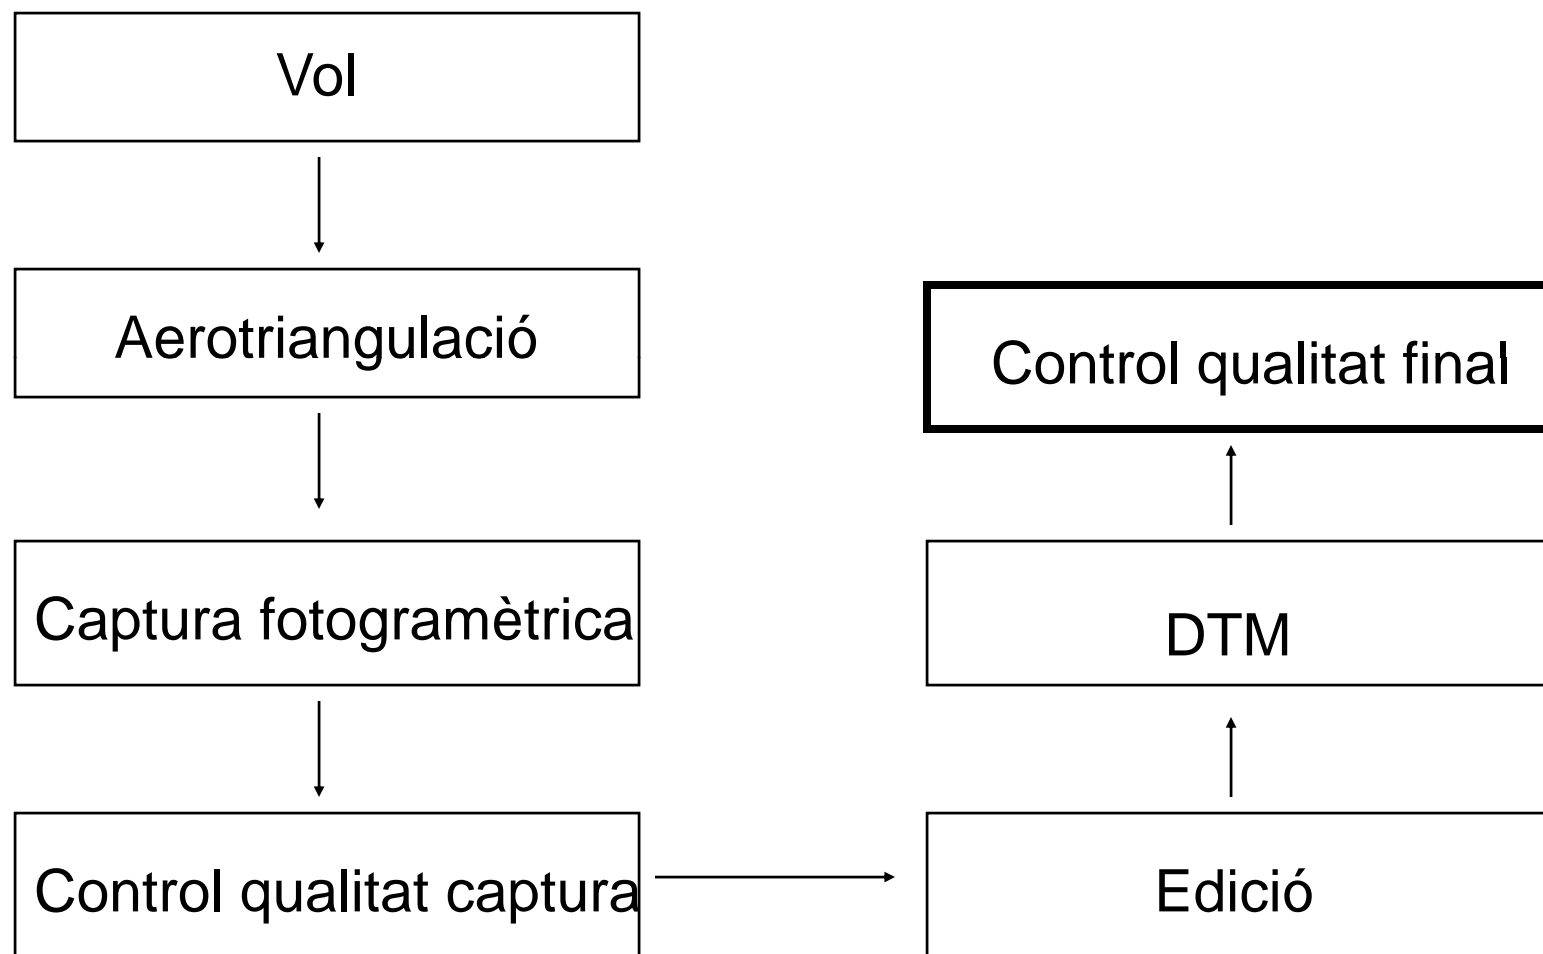 Vol
Aerotriangulació
Captura fotogramètrica
Control qualitat captura
Control qualitat final
DTM
Edició